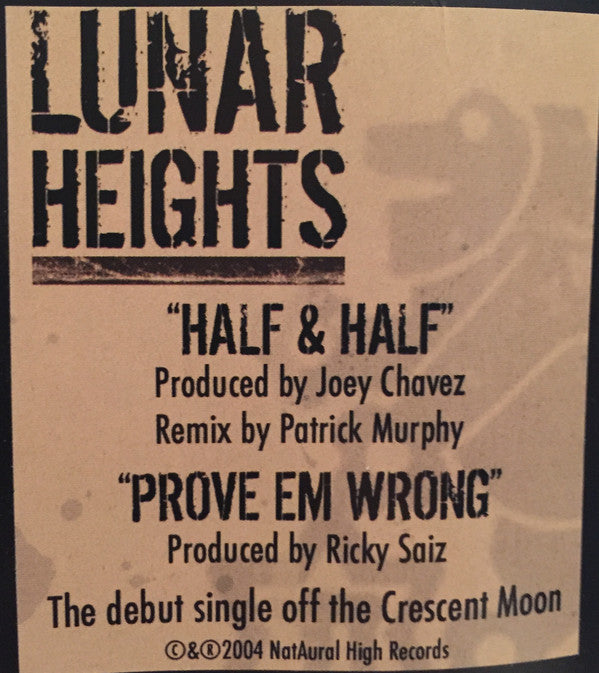 LUNAR
HEIGHTS
“HALF & HALF”
Produced by Joey Chavez
Remix by Patrick Murphy
“PROVE EM WRONG”
Produced by Ricky Saiz
The debut single off the Crescent Moon
©&®2004 NatAural High Records